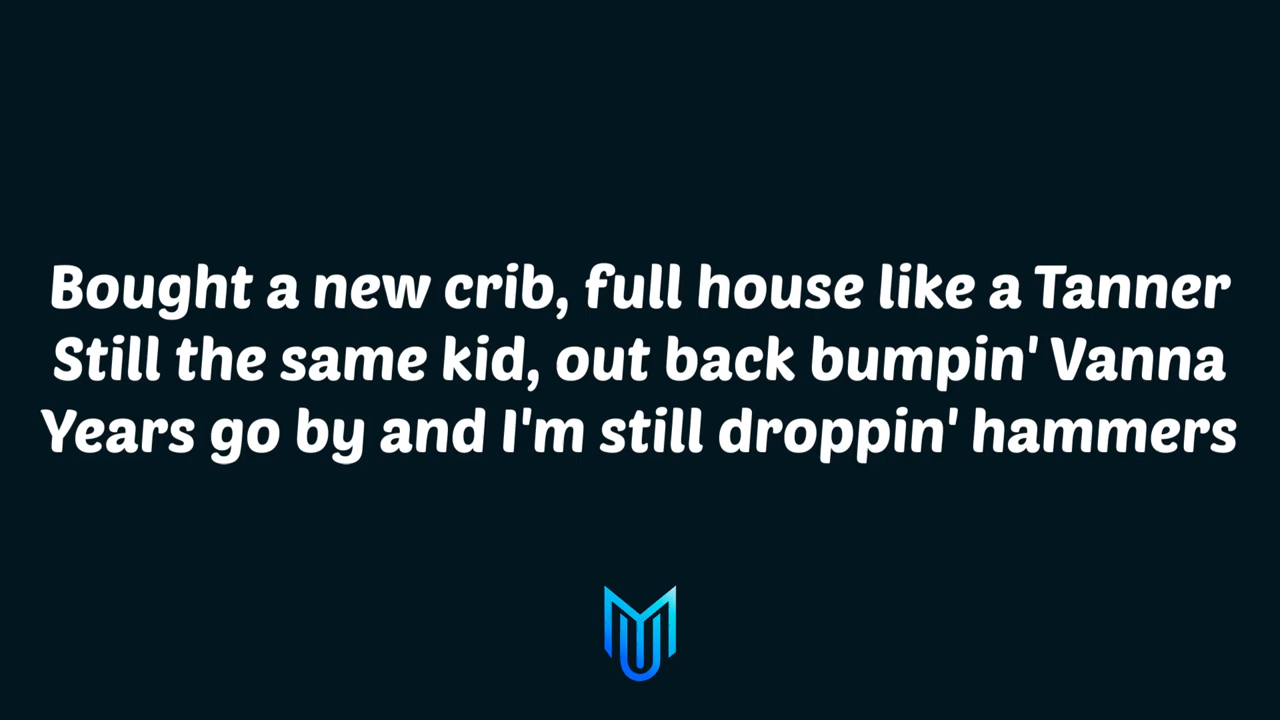 Bought a new crib, full house like a Tanner
Still the same kid, out back bumpin' Vanna
Years go by and I'm still droppin' hammers